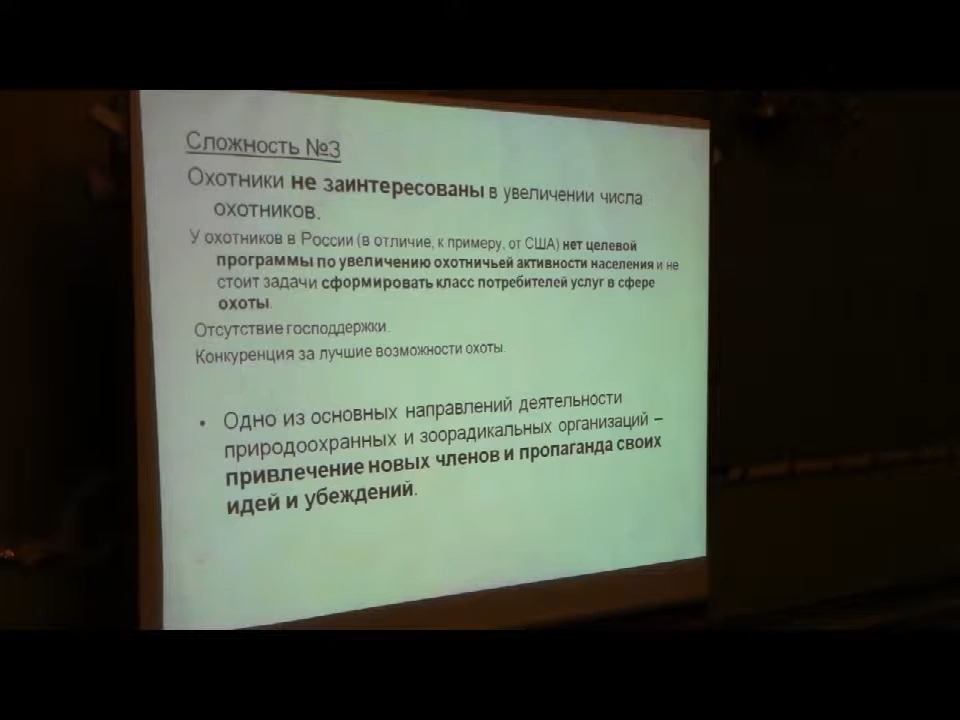 Сложность №3
Охотники не заинтересованы в увеличении числа
охотников.
У охотников в России (в отличие, к примеру, от США) нет целевой
программы по увеличению охотничьей активности населения и не
стоит задачи сформировать класс потребителей услуг в сфере
охоты.
Отсутствие господдержки.
Конкуренция за лучшие возможности охоты.
• Одно из основных направлений деятельности
природоохранных и зоорадикальных организаций –
привлечение новых членов и пропаганда своих
идей и убеждений.